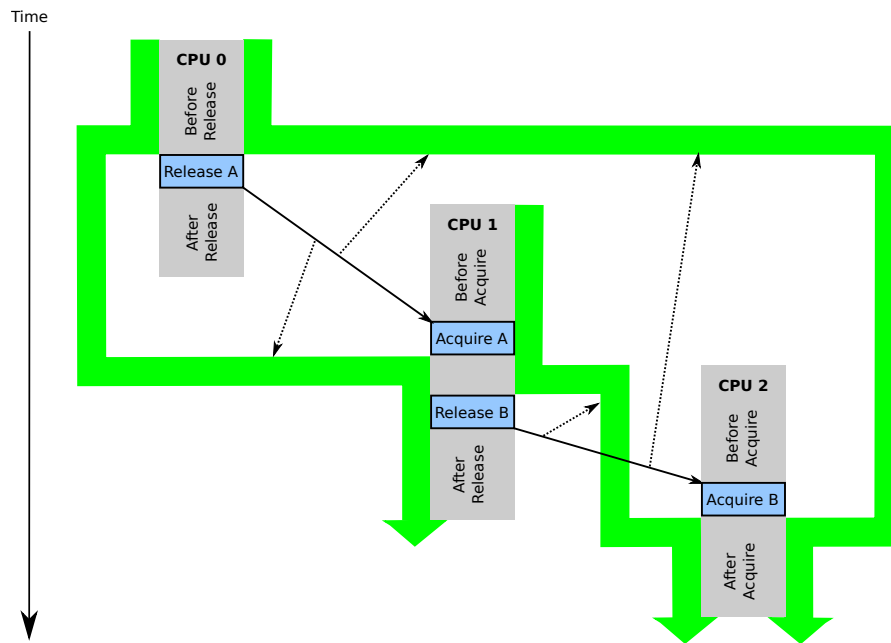 Time
CPU 0
Before
Release
Release A
After
Release
CPU 1
Before
Acquire
Acquire A
Release B
After
Release
CPU 2
Before
Acquire
Acquire B
After
Acquire